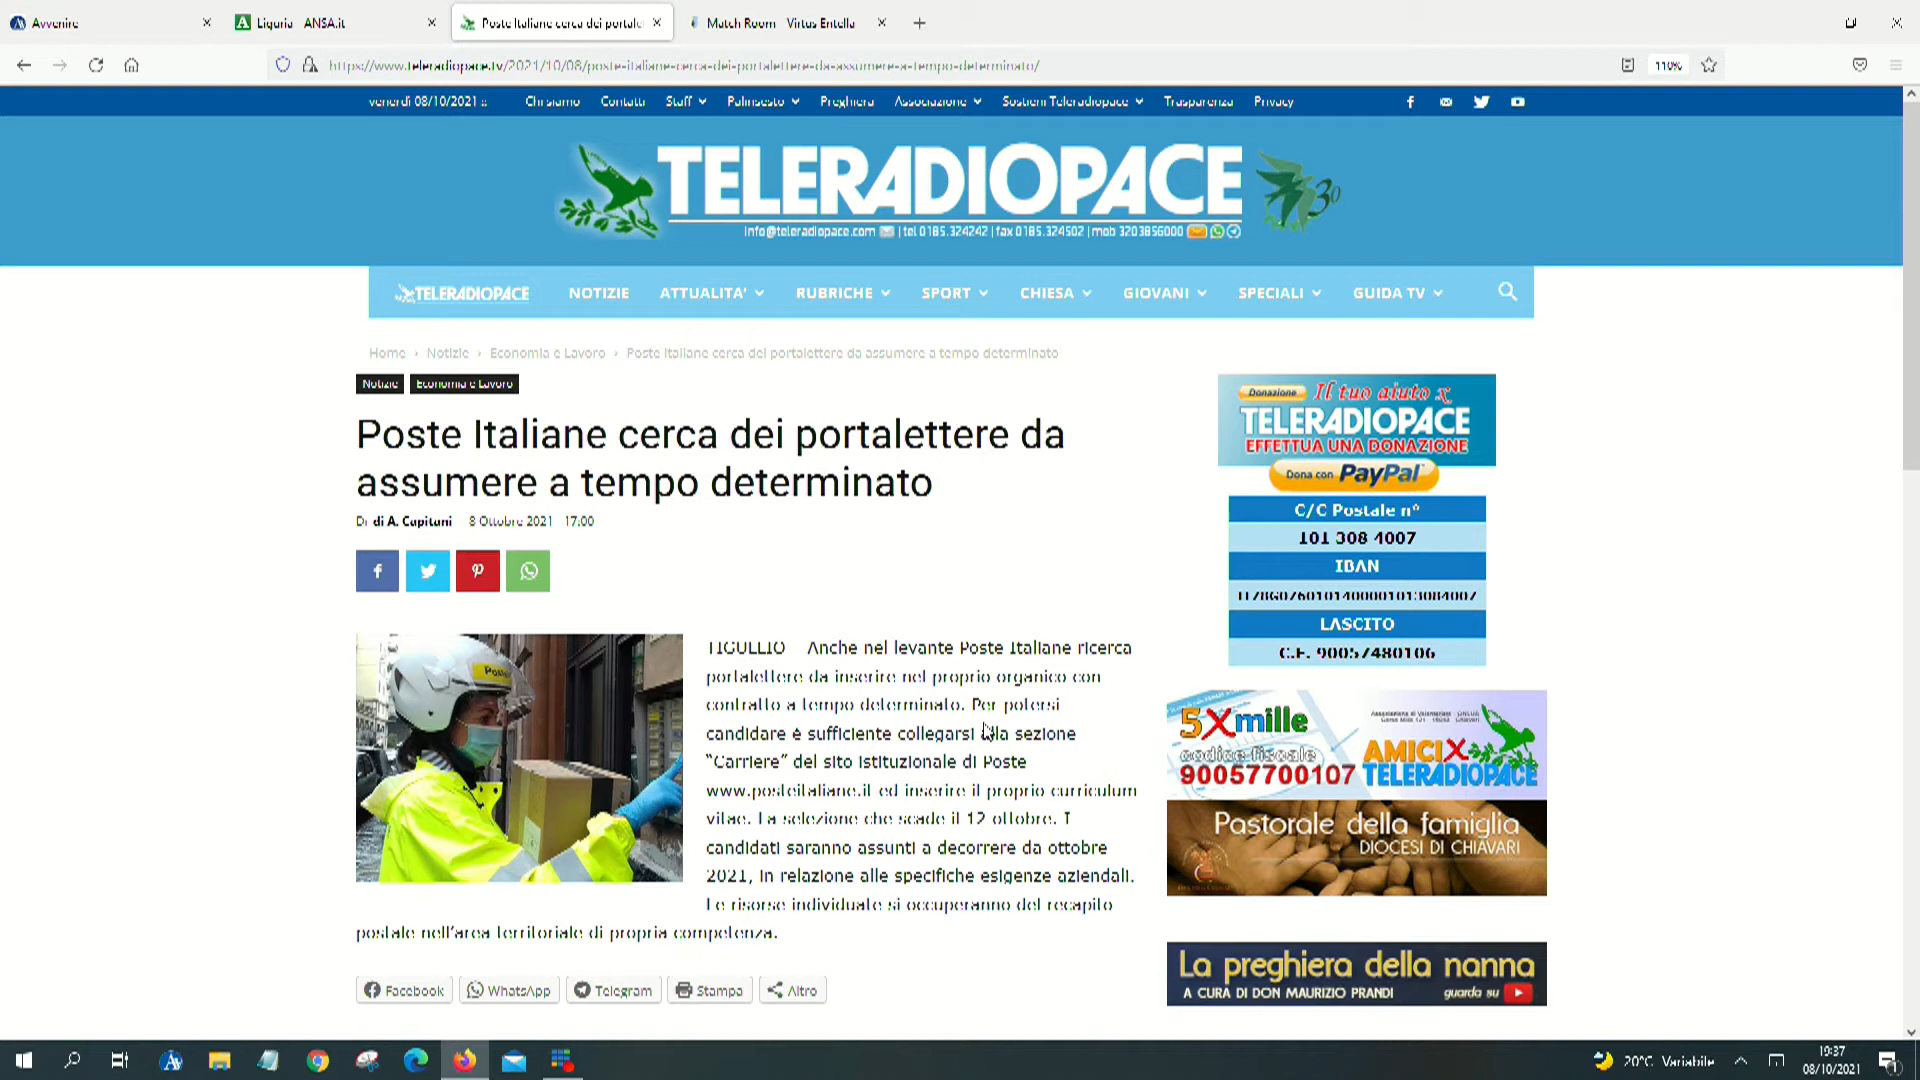 Avvenire
Liguria ANSA.it
Poste Italiane cerca dei portale
Match Room Virtus Entella
https://www.teleradiopace.tv/2021/10/08/poste-italiane-cerca-dei-portalettere-da-assumere-a-tempo-determinato/
110%
venerdì 08/10/2021 ::
Chi siamo
Contatti
Staff
Palinsesto
Preghiera
Associazione
Sostieni Teleradiopace
Trasparenza
Privacy
TELERADIOPACE
30
info@teleradiopace.com | tel 0185.324242 | fax 0185.324502 | mob 3203856000
TELERADIOPACE
NOTIZIE
ATTUALITA'
RUBRICHE
SPORT
CHIESA
GIOVANI
SPECIALI
GUIDA TV
Home › Notizie › Economia e Lavoro › Poste Italiane cerca dei portalettere da assumere a tempo determinato
Notizie
Economia e Lavoro
Poste Italiane cerca dei portalettere da
assumere a tempo determinato
Di di A. Capitani 8 Ottobre 2021 17:00
Poste
TIGULLIO Anche nel levante Poste Italiane ricerca
portalettere da inserire nel proprio organico con
contratto a tempo determinato. Per potersi
candidare è sufficiente collegarsi alla sezione
“Carriere” del sito istituzionale di Poste
www.posteitaliane.it ed inserire il proprio curriculum
vitae. La selezione che scade il 12 ottobre. I
candidati saranno assunti a decorrere da ottobre
2021, in relazione alle specifiche esigenze aziendali.
Le risorse individuate si occuperanno del recapito
postale nell’area territoriale di propria competenza.
Facebook
WhatsApp
Telegram
Stampa
Altro
Donazione Il tuo aiuto x
TELERADIOPACE
EFFETTUA UNA DONAZIONE
Dona con PayPal
C/C Postale n°
101 308 4007
IBAN
IT78G0760101400001013084007
LASCITO
C.F. 90057480106
5Xmille
codice fiscale
90057700107
AMICIX
TELERADIOPACE
Pastorale della famiglia
DIOCESI DI CHIAVARI
La preghiera della nanna
A CURA DI DON MAURIZIO PRANDI
guarda su
20°C Variabile
19:37
08/10/2021